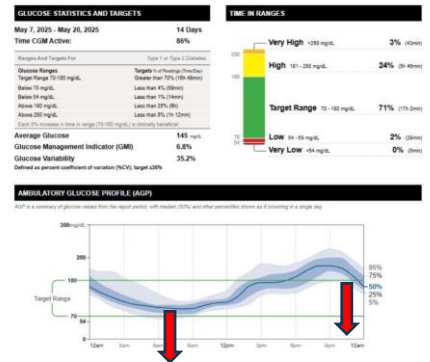 GLUCOSE STATISTICS AND TARGETS
May 7, 2025 - May 20, 2025 14 Days
Time CGM Active: 86%
Ranges And Targets For Type 1 or Type 2 Diabetes
Glucose Ranges Targets % of Readings (Time/Day)
Target Range 70-180 mg/dL Greater than 70% (16h 48min)
Below 70 mg/dL Less than 4% (58min)
Below 54 mg/dL Less than 1% (14min)
Above 180 mg/dL Less than 25% (6h)
Above 250 mg/dL Less than 5% (1h 12min)
Each 5% increase in time in range (70-180 mg/dL) is clinically beneficial.
Average Glucose 145 mg/dL
Glucose Management Indicator (GMI) 6.8%
Glucose Variability 35.2%
Defined as percent coefficient of variation (%CV); target ≤36%
TIME IN RANGES
250
180
70
54
Very High >250 mg/dL 3% (43min)
High 181 - 250 mg/dL 24% (5h 46min)
Target Range 70 - 180 mg/dL 71% (17h 2min)
Low 54 - 69 mg/dL 2% (29min)
Very Low <54 mg/dL 0% (0min)
AMBULATORY GLUCOSE PROFILE (AGP)
AGP is a summary of glucose values from the report period, with median (50%) and other percentiles shown as if occurring in a single day.
350 mg/dL
250
180
Target Range
70
54
0
95%
75%
50%
25%
5%
12am 3am 6am 9am 12pm 3pm 6pm 9pm 12am